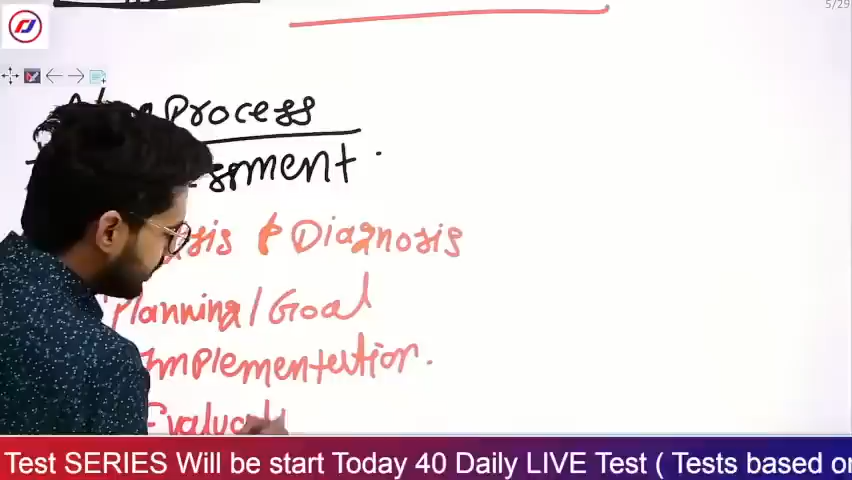 5/29
Process
ssment.
sis & Diagnosis
Planning/Goal
Implementation.
Evaluat
Test SERIES Will be start Today 40 Daily LIVE Test ( Tests based on